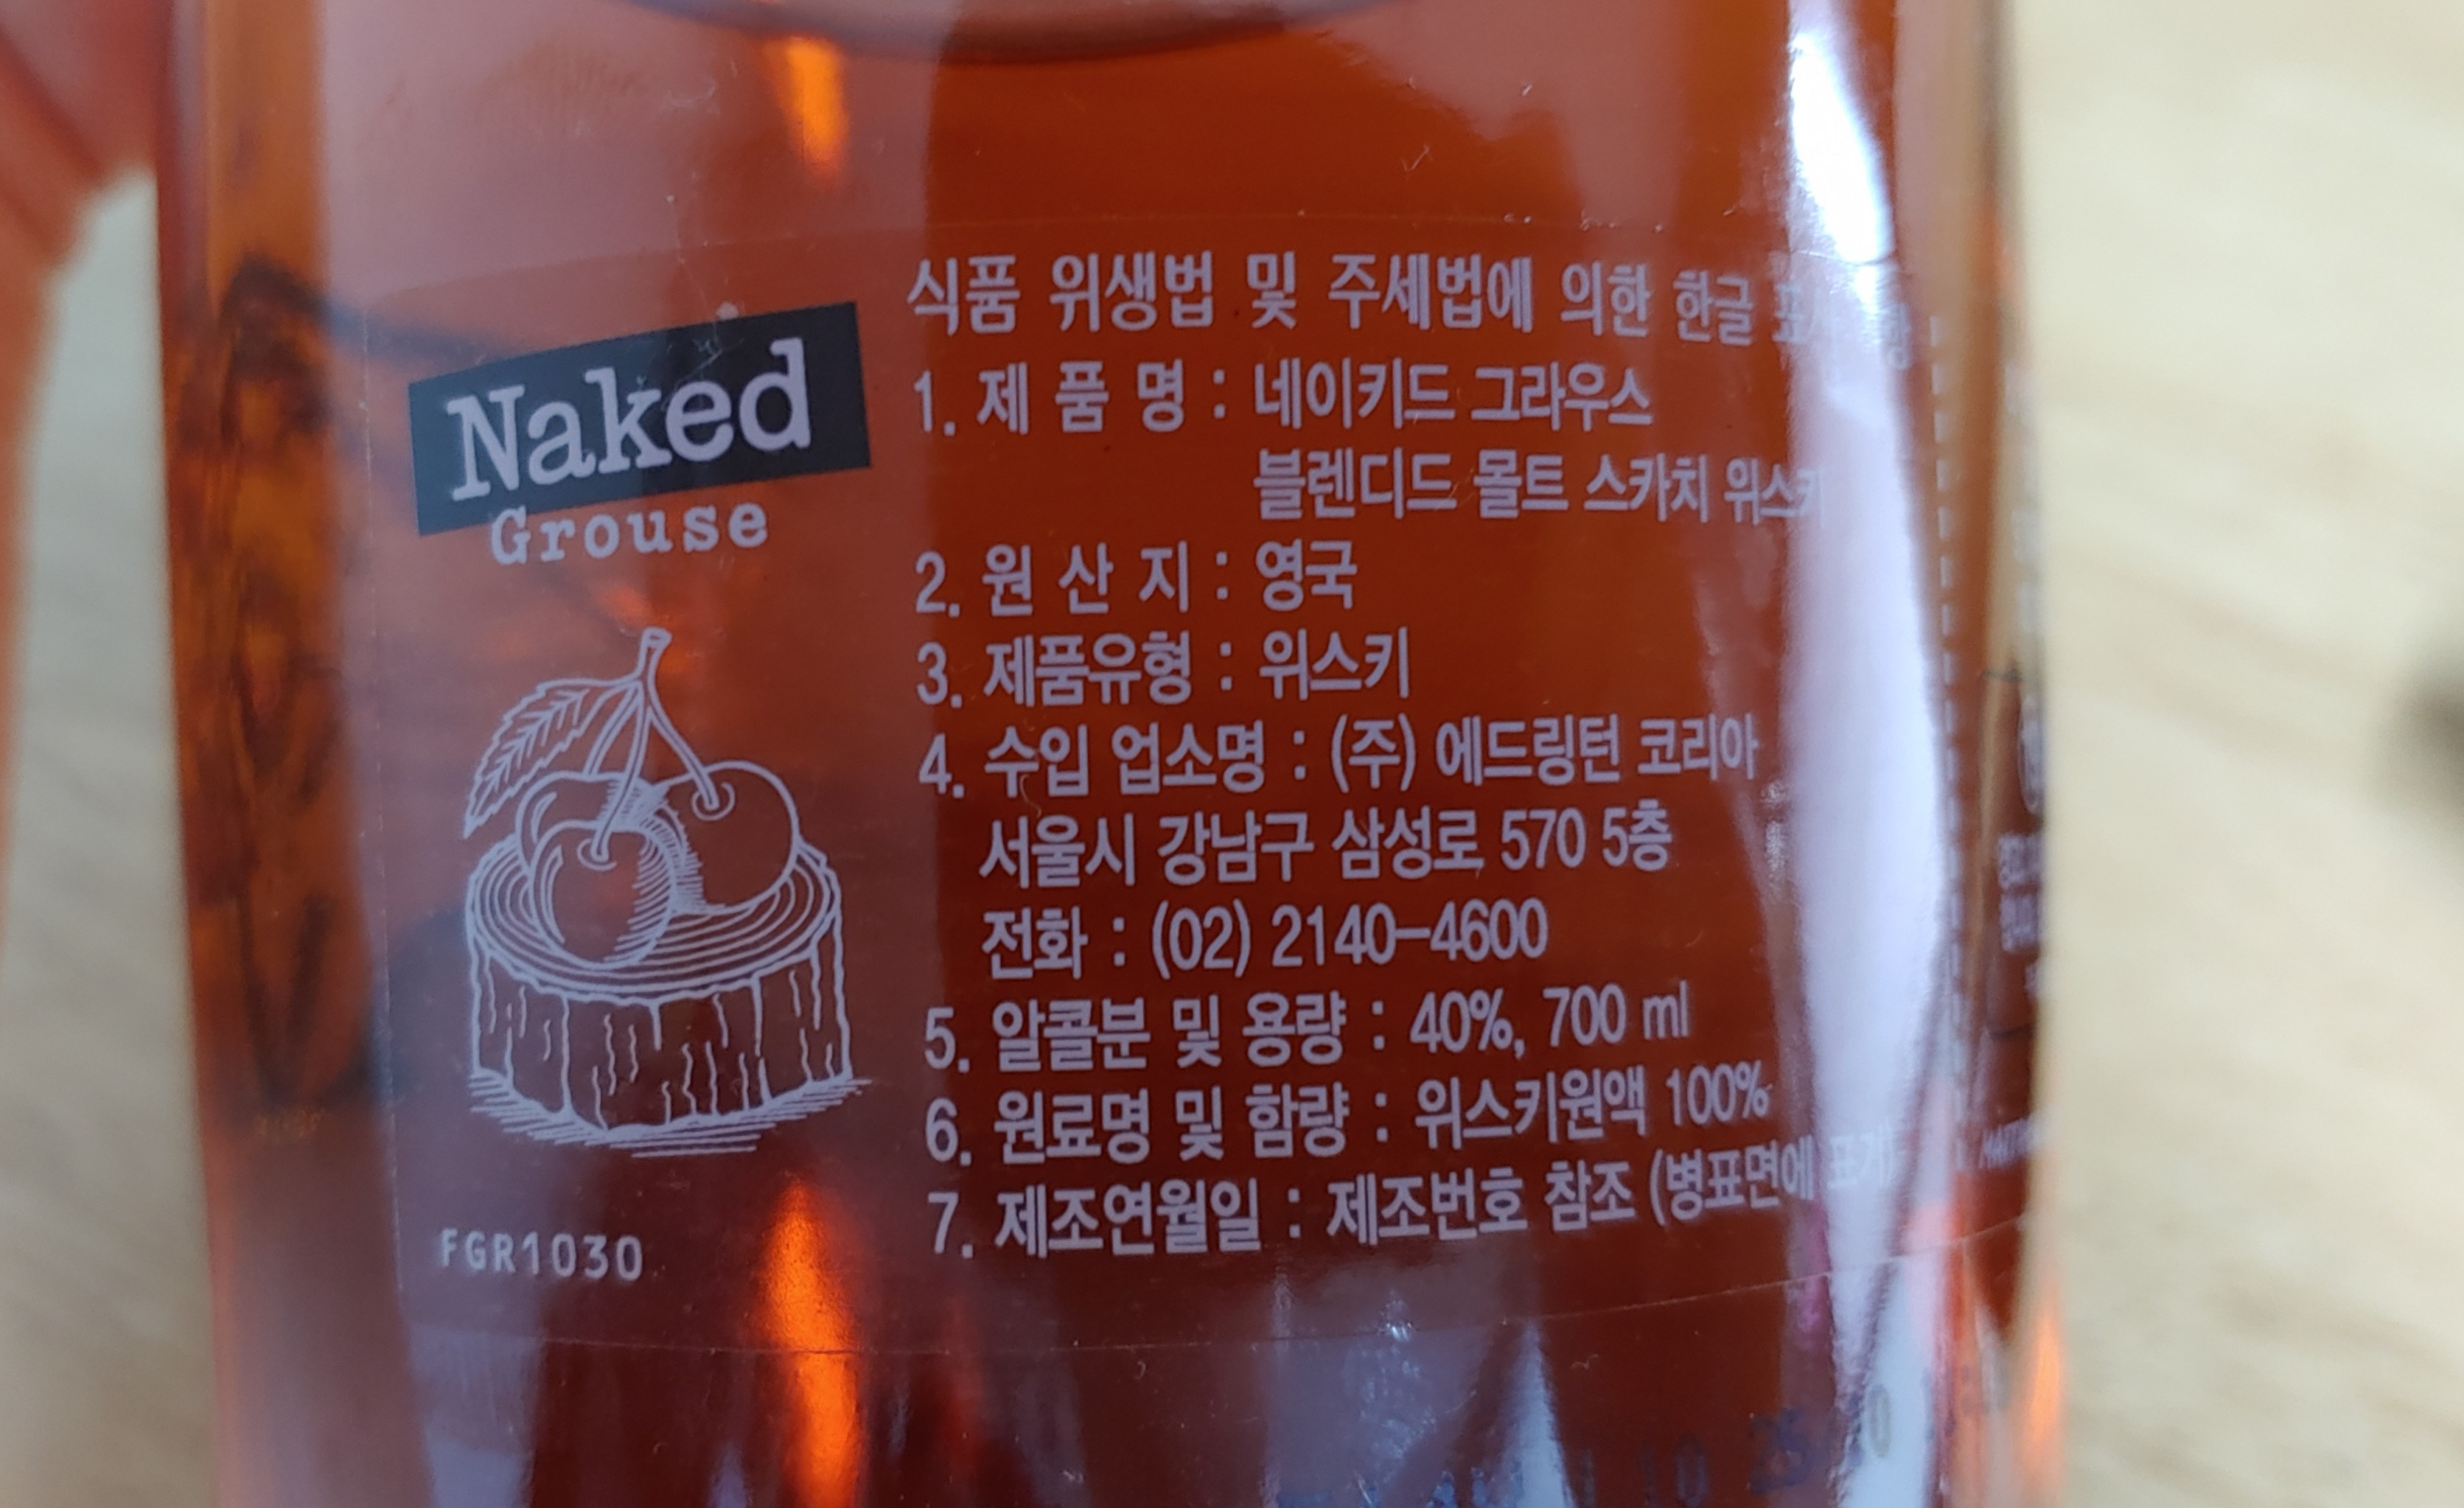 Naked
Grouse
FGR1030
식품 위생법 및 주세법에 의한 한글
1. 제 품 명 : 네이키드 그라우스
블렌디드 몰트 스카치 위스키
2. 원 산 지 : 영국
3. 제품유형 : 위스키
4. 수입 업소명 : (주) 에드링턴 코리아
서울시 강남구 삼성로 570 5층
전화 : (02) 2140-4600
5. 알콜분 및 용량 : 40%, 700 ml
6. 원료명 및 함량 : 위스키원액 100%
7. 제조연월일 : 제조번호 참조 (병표면에 표기)